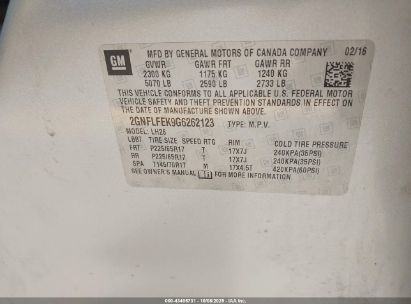 GM
MFD BY GENERAL MOTORS OF CANADA COMPANY 02/16
GVWR GAWR FRT GAWR RR
2300 KG 1175 KG 1240 KG
5070 LB 2590 LB 2733 LB
THIS VEHICLE CONFORMS TO ALL APPLICABLE U.S. FEDERAL MOTOR
VEHICLE SAFETY AND THEFT PREVENTION STANDARDS IN EFFECT ON
THE DATE OF MANUFACTURE SHOWN ABOVE.
2GNFLFEK9G6262123 TYPE: M.P.V.
MODEL: LH26
TIRE SIZE SPEED RTG RIM COLD TIRE PRESSURE
FRT P225/65R17 T 17X7J 240KPA(35PSI)
RR P225/65R17 T 17X7J 240KPA(35PSI)
SPA T145/70R17 M 17X4.5T 420KPA(60PSI)
SEE OWNER'S MANUAL FOR MORE INFORMATION.